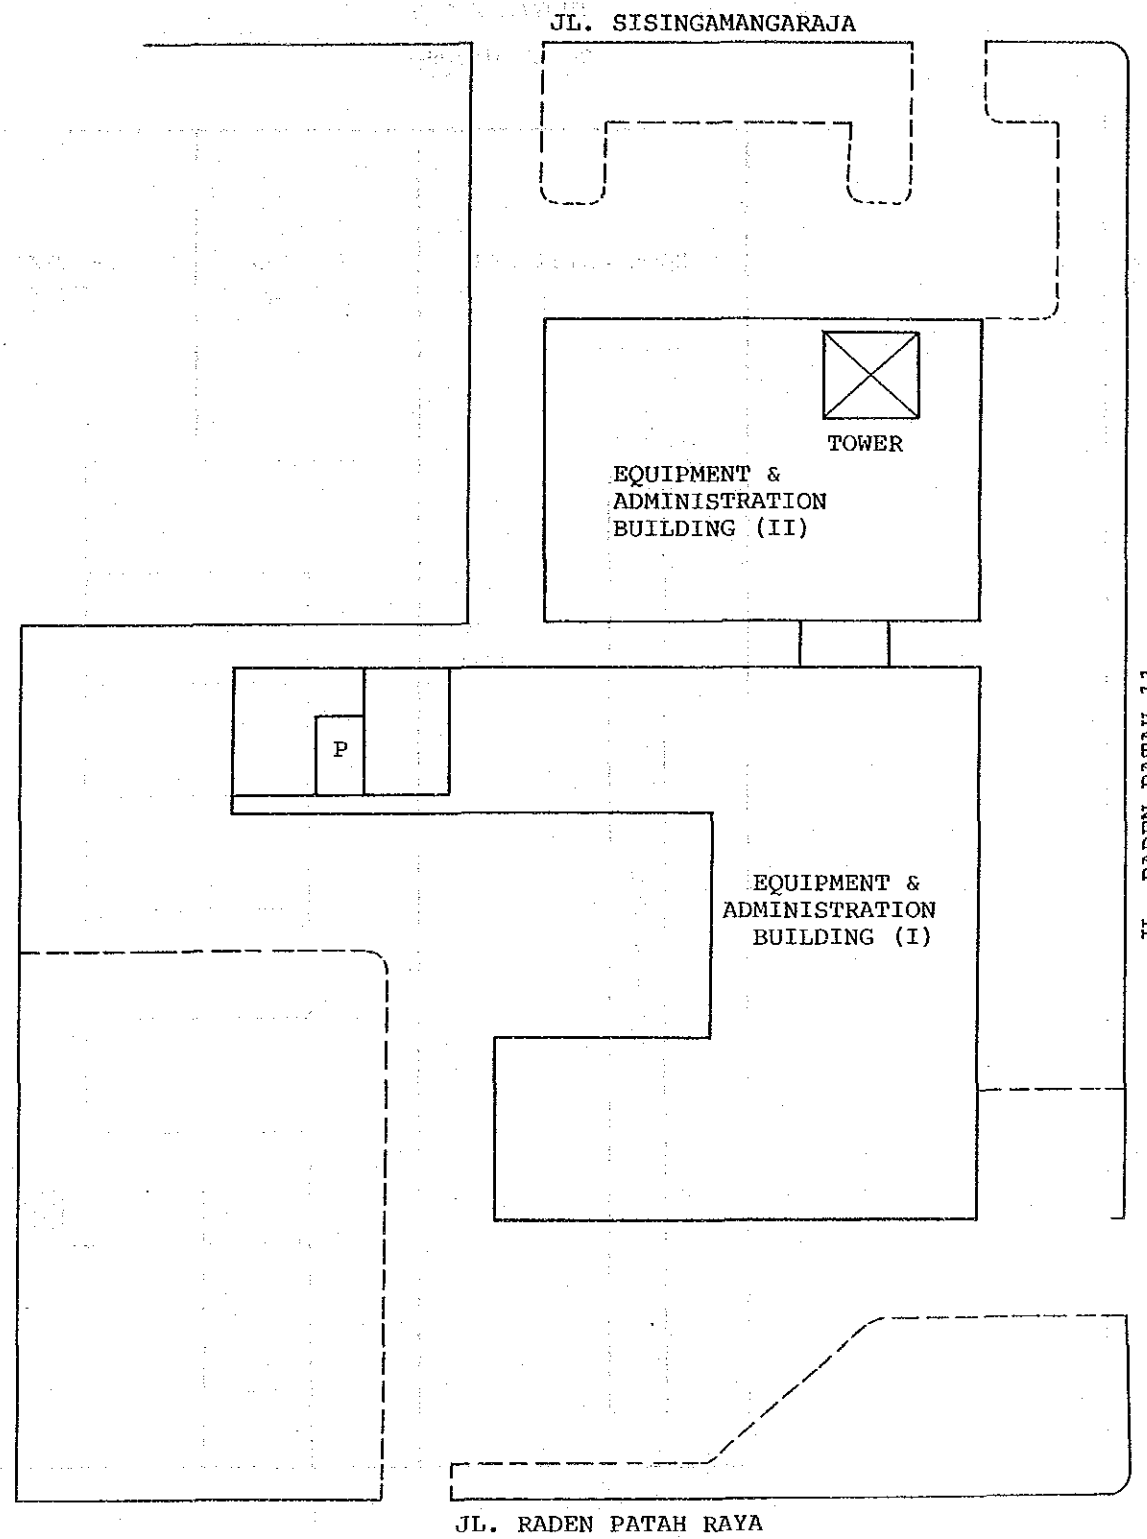 JL. SISINGAMANGARAJA
TOWER
EQUIPMENT &
ADMINISTRATION
BUILDING (II)
P
EQUIPMENT &
ADMINISTRATION
BUILDING (I)
JL. RADEN PATAH RAYA